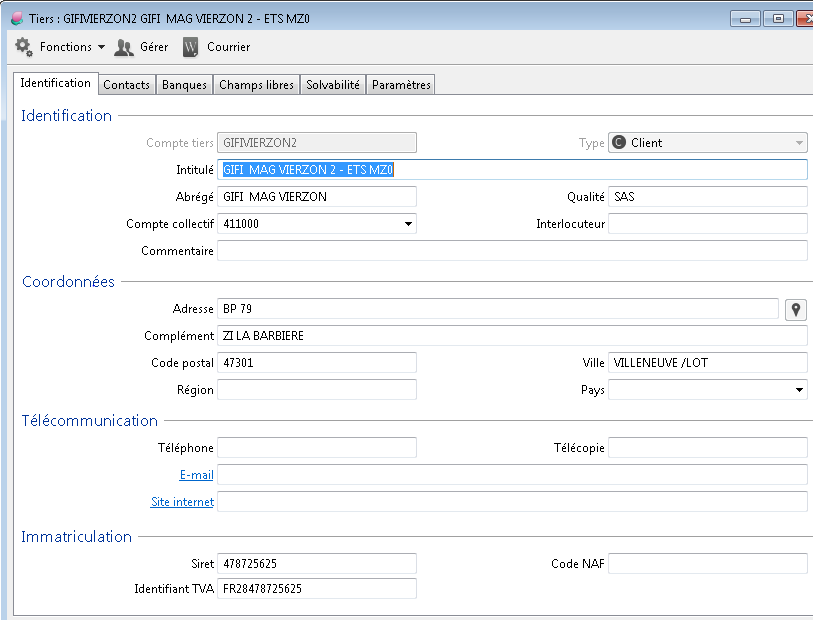 Tiers : GIFIVIERZON2 GIFI  MAG VIERZON 2 - ETS MZ0
Fonctions Gérer Courrier
Identification Contacts Banques Champs libres Solvabilité Paramètres
Identification
Compte tiers GIFIVIERZON2 Type C Client
Intitulé GIFI  MAG VIERZON 2 - ETS MZ0
Abrégé GIFI  MAG VIERZON Qualité SAS
Compte collectif 411000 Interlocuteur
Commentaire
Coordonnées
Adresse BP 79
Complément ZI LA BARBIERE
Code postal 47301 Ville VILLENEUVE /LOT
Région Pays
Télécommunication
Téléphone Télécopie
E-mail
Site internet
Immatriculation
Siret 478725625 Code NAF
Identifiant TVA FR28478725625